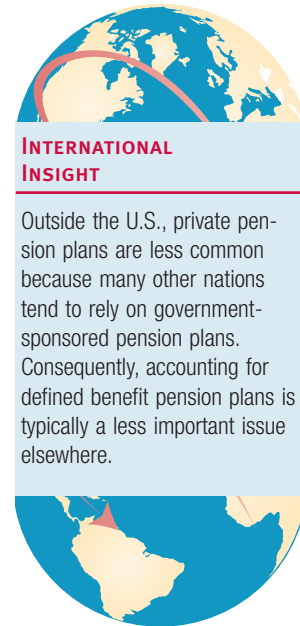 INTERNATIONAL
INSIGHT
Outside the U.S., private pen-
sion plans are less common
because many other nations
tend to rely on government-
sponsored pension plans.
Consequently, accounting for
defined benefit pension plans is
typically a less important issue
elsewhere.